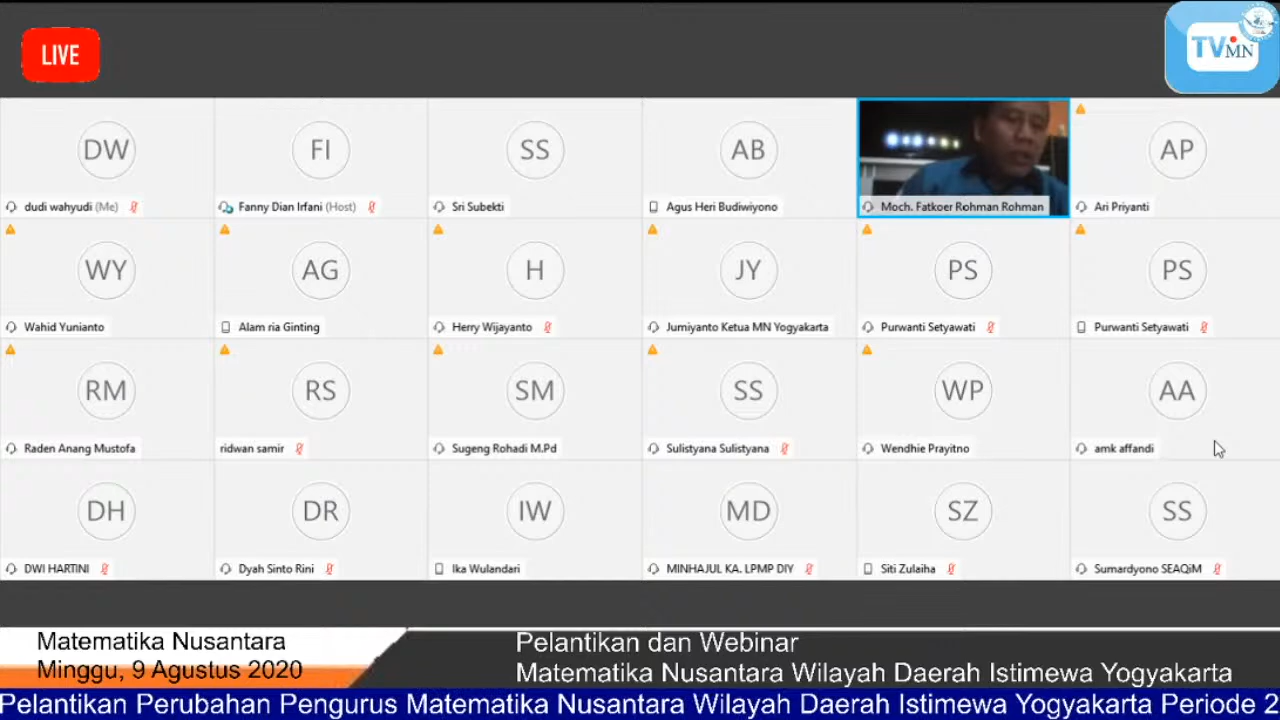 LIVE
TVMN
DW
FI
SS
AB
AP
dudi wahyudi (Me)
Fanny Dian Irfani (Host)
Sri Subekti
Agus Heri Budiwiyono
Moch. Fatkoer Rohman Rohman
Ari Priyanti
WY
AG
H
JY
PS
PS
Wahid Yunianto
Alam ria Ginting
Herry Wijayanto
Jumiyanto Ketua MN Yogyakarta
Purwanti Setyawati
Purwanti Setyawati
RM
RS
SM
SS
WP
AA
Raden Anang Mustofa
ridwan samir
Sugeng Rohadi M.Pd
Sulistyana Sulistyana
Wendhie Prayitno
amk affandi
DH
DR
IW
MD
SZ
SS
DWI HARTINI
Dyah Sinto Rini
Ika Wulandari
MINHAJUL KA. LPMP DIY
Siti Zulaiha
Sumardyono SEAQiM
Matematika Nusantara
Minggu, 9 Agustus 2020
Pelantikan dan Webinar
Matematika Nusantara Wilayah Daerah Istimewa Yogyakarta
Pelantikan Perubahan Pengurus Matematika Nusantara Wilayah Daerah Istimewa Yogyakarta Periode 2